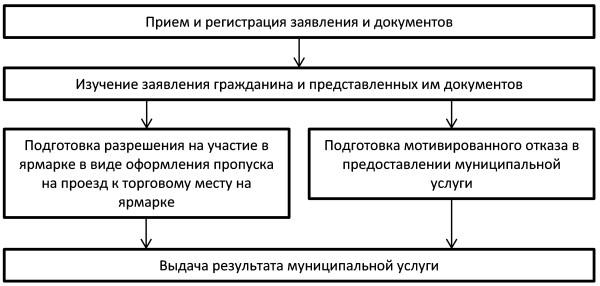 Прием и регистрация заявления и документов
Изучение заявления гражданина и представленных им документов
Подготовка разрешения на участие в
ярмарке в виде оформления пропуска
на проезд к торговому месту на
ярмарке
Подготовка мотивированного отказа в
предоставлении муниципальной
услуги
Выдача результата муниципальной услуги